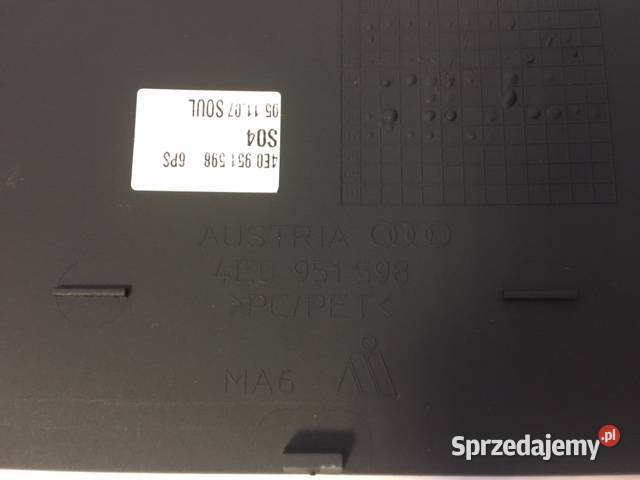 4E0 951 598 6PS
S04
05.11.07 SOUL
AUSTRIA
4E0 951 598
>PC/PET<
MA6
Sprzedajemy.pl